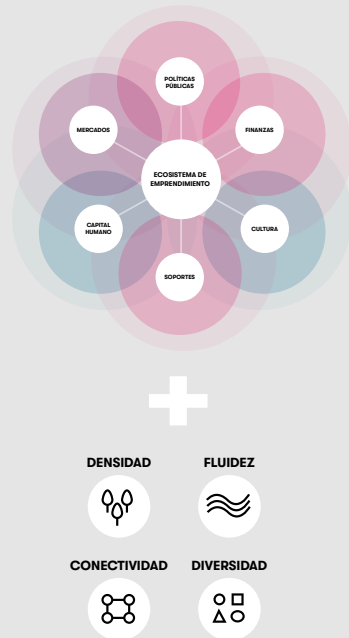 POLÍTICAS
PÚBLICAS
MERCADOS
FINANZAS
ECOSISTEMA DE
EMPRENDIMIENTO
CAPITAL
HUMANO
CULTURA
SOPORTES
DENSIDAD
FLUIDEZ
CONECTIVIDAD
DIVERSIDAD